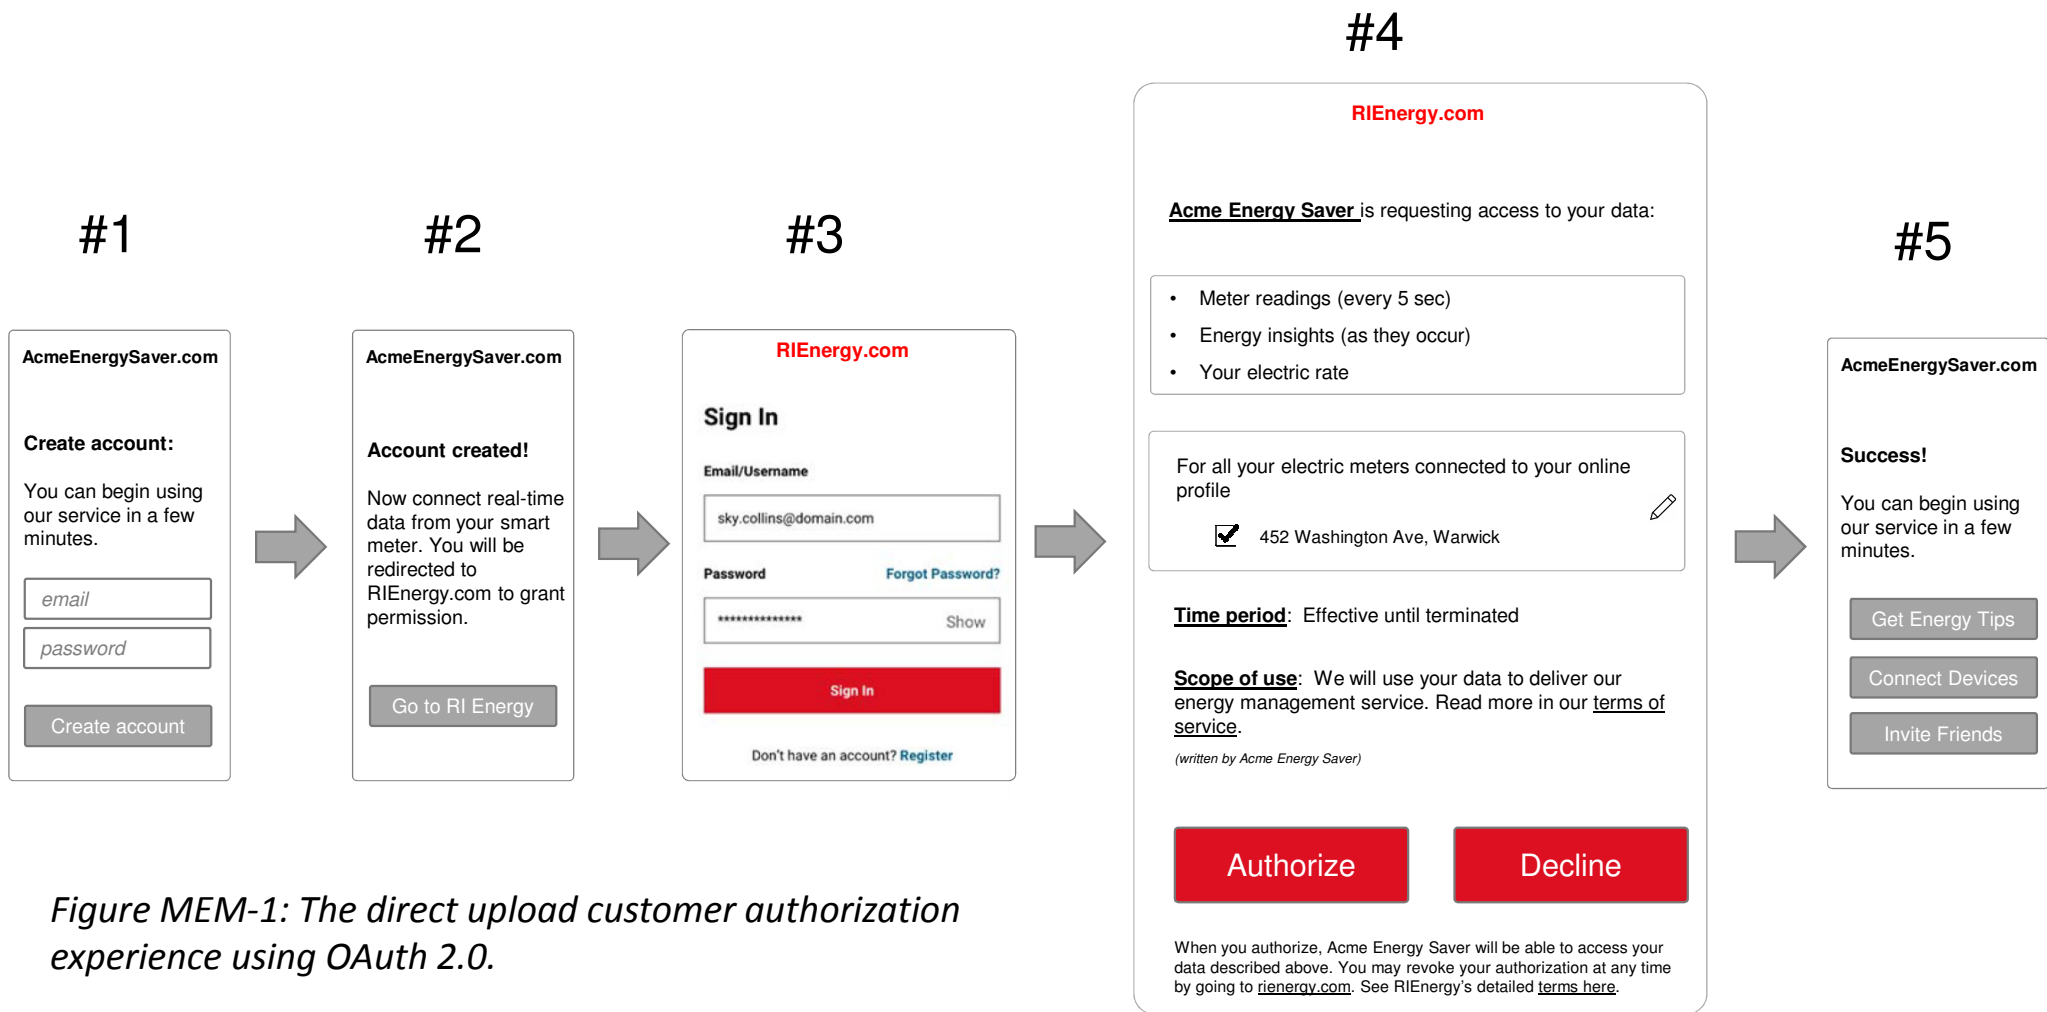 #1
AcmeEnergySaver.com
Create account:
You can begin using
our service in a few
minutes.
email
password
Create account
#2
AcmeEnergySaver.com
Account created!
Now connect real-time
data from your smart
meter. You will be
redirected to
RIEnergy.com to grant
permission.
Go to RI Energy
#3
RIEnergy.com
Sign In
Email/Username
sky.collins@domain.com
Password Forgot Password?
************** Show
Sign In
Don't have an account? Register
#4
RIEnergy.com
Acme Energy Saver is requesting access to your data:
• Meter readings (every 5 sec)
• Energy insights (as they occur)
• Your electric rate
For all your electric meters connected to your online
profile
452 Washington Ave, Warwick
Time period: Effective until terminated
Scope of use: We will use your data to deliver our
energy management service. Read more in our terms of
service.
(written by Acme Energy Saver)
Authorize Decline
When you authorize, Acme Energy Saver will be able to access your
data described above. You may revoke your authorization at any time
by going to rienergy.com. See RIEnergy's detailed terms here.
#5
AcmeEnergySaver.com
Success!
You can begin using
our service in a few
minutes.
Get Energy Tips
Connect Devices
Invite Friends
Figure MEM-1: The direct upload customer authorization
experience using OAuth 2.0.